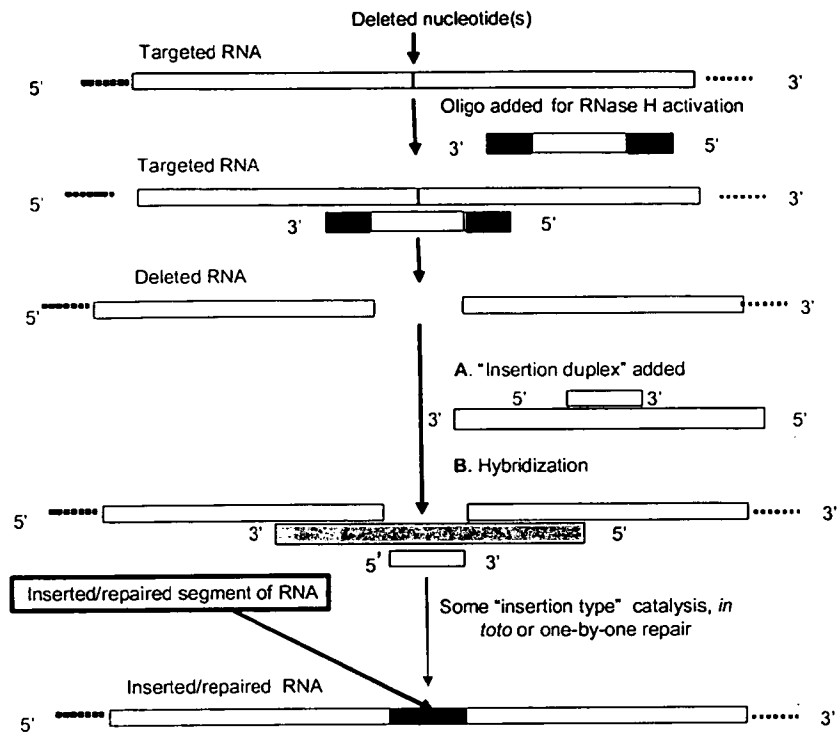 Deleted nucleotide(s)
Targeted RNA
5' 3'
Oligo added for RNase H activation
3' 5'
Targeted RNA
5' 3'
3' 5'
Deleted RNA
5' 3'
A. "Insertion duplex" added
5' 3'
3' 5'
B. Hybridization
5' 3'
3' 5'
5' 3'
Inserted/repaired segment of RNA
Some "insertion type" catalysis, in
toto or one-by-one repair
Inserted/repaired RNA
5' 3'